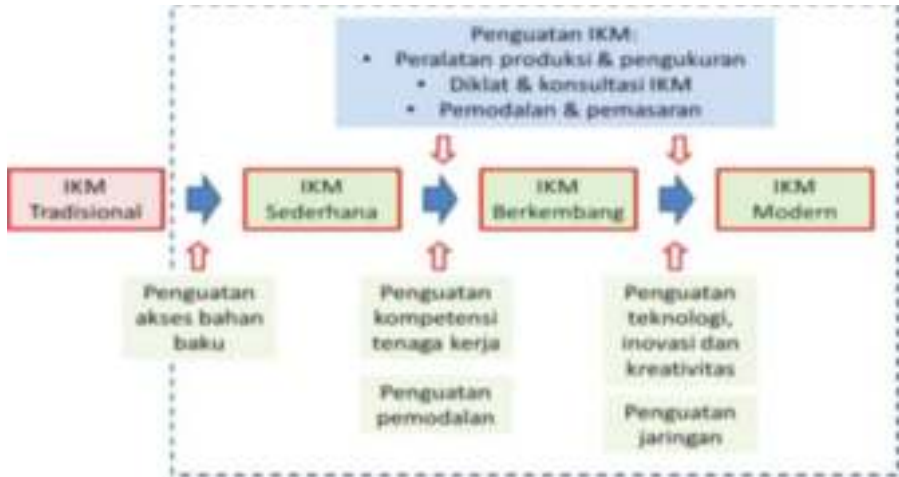 Penguatan IKM:
• Peralatan produksi & pengukuran
• Diklat & konsultasi IKM
• Pemodalan & pemasaran
IKM
Tradisional
IKM
Sederhana
IKM
Berkembang
IKM
Modern
Penguatan
akses bahan
baku
Penguatan
kompetensi
tenaga kerja
Penguatan
pemodalan
Penguatan
teknologi,
inovasi dan
kreativitas
Penguatan
jaringan